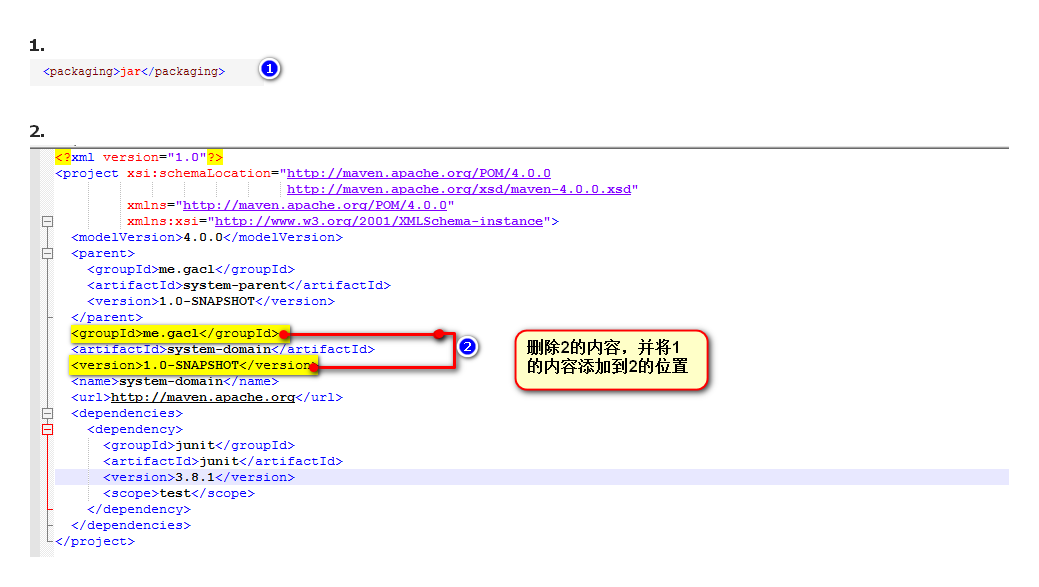 1.
<packaging>jar</packaging>
1
2.
<?xml version="1.0"?>
<project xsi:schemaLocation="http://maven.apache.org/POM/4.0.0
http://maven.apache.org/xsd/maven-4.0.0.xsd"
xmlns="http://maven.apache.org/POM/4.0.0"
xmlns:xsi="http://www.w3.org/2001/XMLSchema-instance">
<modelVersion>4.0.0</modelVersion>
<parent>
<groupId>me.gacl</groupId>
<artifactId>system-parent</artifactId>
<version>1.0-SNAPSHOT</version>
</parent>
<groupId>me.gacl</groupId>
2
<artifactId>system-domain</artifactId>
<version>1.0-SNAPSHOT</version
<name>system-domain</name>
<url>http://maven.apache.org</url>
<dependencies>
<dependency>
<groupId>junit</groupId>
<artifactId>junit</artifactId>
<version>3.8.1</version>
<scope>test</scope>
</dependency>
</dependencies>
</project>
删除2的内容，并将1
的内容添加到2的位置